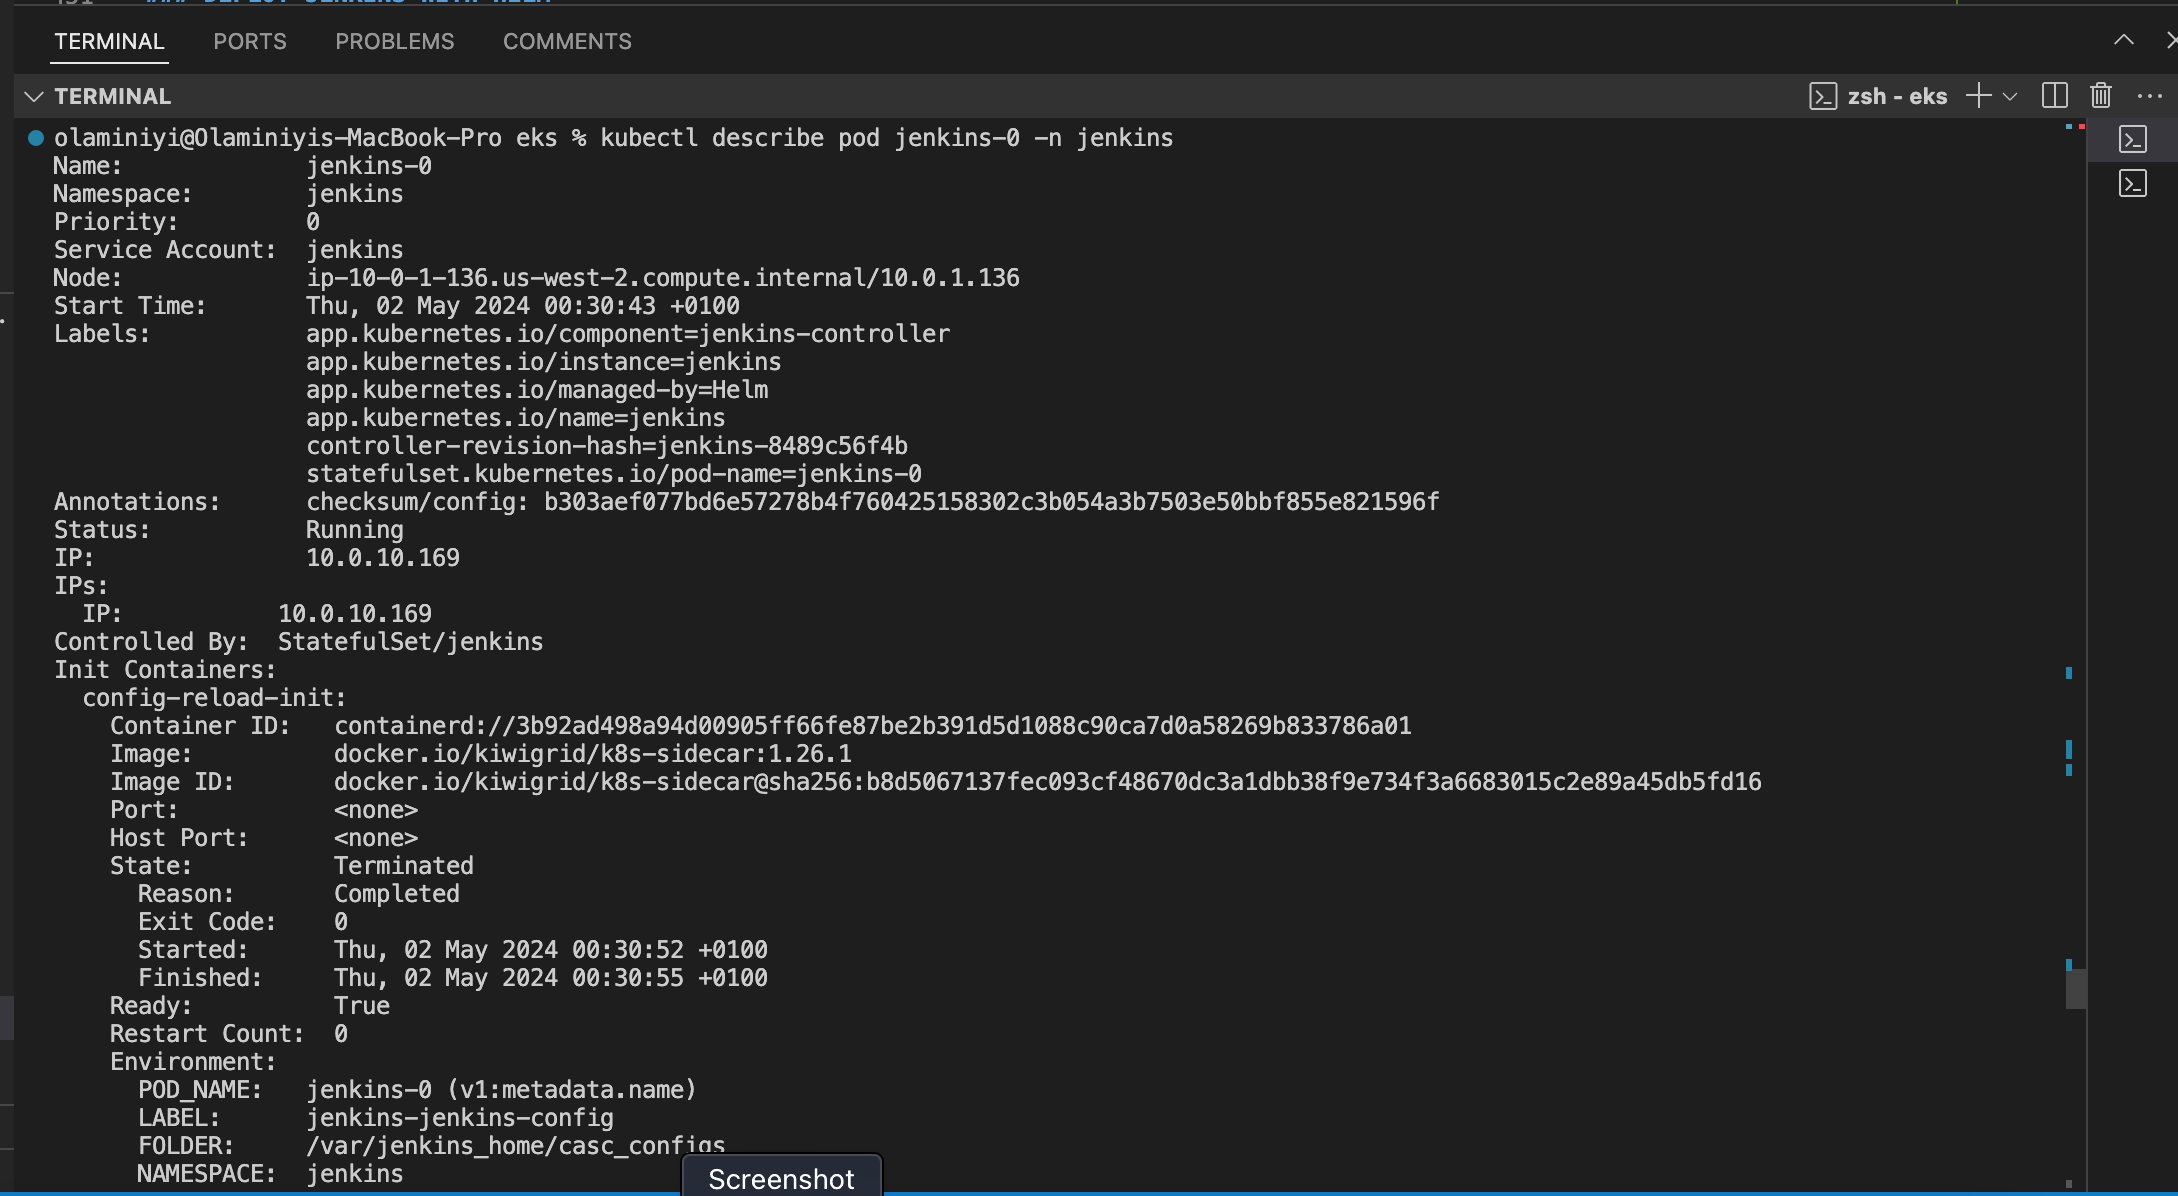 TERMINAL PORTS PROBLEMS COMMENTS
TERMINAL zsh - eks
olaminiyi@Olaminiyis-MacBook-Pro eks % kubectl describe pod jenkins-0 -n jenkins
Name: jenkins-0
Namespace: jenkins
Priority: 0
Service Account: jenkins
Node: ip-10-0-1-136.us-west-2.compute.internal/10.0.1.136
Start Time: Thu, 02 May 2024 00:30:43 +0100
Labels: app.kubernetes.io/component=jenkins-controller
app.kubernetes.io/instance=jenkins
app.kubernetes.io/managed-by=Helm
app.kubernetes.io/name=jenkins
controller-revision-hash=jenkins-8489c56f4b
statefulset.kubernetes.io/pod-name=jenkins-0
Annotations: checksum/config: b303aef077bd6e57278b4f760425158302c3b054a3b7503e50bbf855e821596f
Status: Running
IP: 10.0.10.169
IPs:
IP: 10.0.10.169
Controlled By: StatefulSet/jenkins
Init Containers:
config-reload-init:
Container ID: containerd://3b92ad498a94d00905ff66fe87be2b391d5d1088c90ca7d0a58269b833786a01
Image: docker.io/kiwigrid/k8s-sidecar:1.26.1
Image ID: docker.io/kiwigrid/k8s-sidecar@sha256:b8d5067137fec093cf48670dc3a1dbb38f9e734f3a6683015c2e89a45db5fd16
Port: <none>
Host Port: <none>
State: Terminated
Reason: Completed
Exit Code: 0
Started: Thu, 02 May 2024 00:30:52 +0100
Finished: Thu, 02 May 2024 00:30:55 +0100
Ready: True
Restart Count: 0
Environment:
POD_NAME: jenkins-0 (v1:metadata.name)
LABEL: jenkins-jenkins-config
FOLDER: /var/jenkins_home/casc_configs
NAMESPACE: jenkins
Screenshot